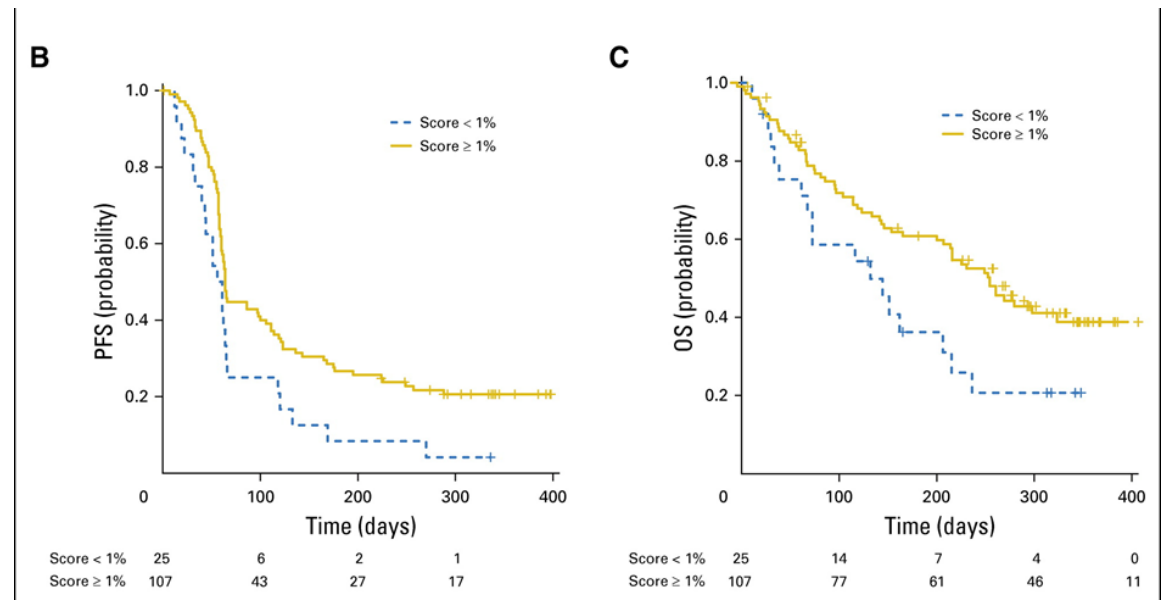 B
1.0
0.8
0.6
0.4
0.2
0
100
200
300
400
PFS (probability)
Time (days)
Score < 1%
Score ≥ 1%
Score < 1% 25 6 2 1
Score ≥ 1% 107 43 27 17
C
1.0
0.8
0.6
0.4
0.2
0
100
200
300
400
OS (probability)
Time (days)
Score < 1%
Score ≥ 1%
Score < 1% 25 14 7 4 0
Score ≥ 1% 107 77 61 46 11